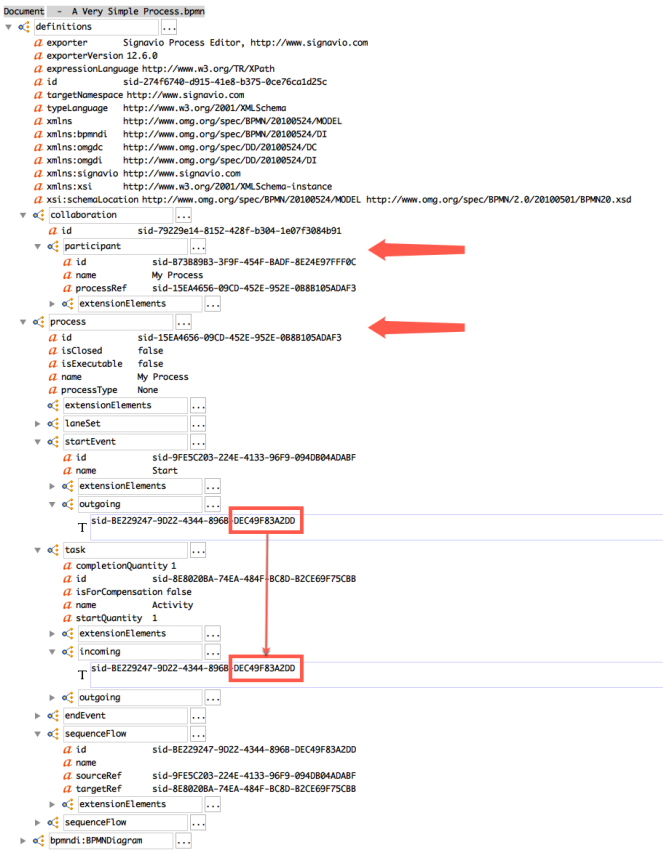 Document - A Very Simple Process.bpmn
definitions ...
a exporter Signavio Process Editor, http://www.signavio.com
a exporterVersion 12.6.0
a expressionLanguage http://www.w3.org/TR/XPath
a id sid-274f6740-d915-41e8-b375-0ce76ca1d25c
a targetNamespace http://www.signavio.com
a typeLanguage http://www.w3.org/2001/XMLSchema
a xmlns http://www.omg.org/spec/BPMN/20100524/MODEL
a xmlns:bpmndi http://www.omg.org/spec/BPMN/20100524/DI
a xmlns:omgdc http://www.omg.org/spec/DD/20100524/DC
a xmlns:omgdi http://www.omg.org/spec/DD/20100524/DI
a xmlns:signavio http://www.signavio.com
a xmlns:xsi http://www.w3.org/2001/XMLSchema-instance
a xsi:schemaLocation http://www.omg.org/spec/BPMN/20100524/MODEL http://www.omg.org/spec/BPMN/2.0/20100501/BPMN20.xsd
collaboration ...
a id sid-79229e14-8152-428f-b304-1e07f3084b91
participant ...
a id sid-B73B89B3-3F9F-454F-BADF-8E24E97FFF0C
a name My Process
a processRef sid-15EA4656-09CD-452E-952E-0B8B105ADAF3
extensionElements ...
process ...
a id sid-15EA4656-09CD-452E-952E-0B8B105ADAF3
a isClosed false
a isExecutable false
a name My Process
a processType None
extensionElements ...
laneSet ...
startEvent ...
a id sid-9FE5C203-224E-4133-96F9-094DB04ADABF
a name Start
extensionElements ...
outgoing ...
T sid-BE229247-9D22-4344-896B-DEC49F83A2DD
task ...
a completionQuantity 1
a id sid-8E8020BA-74EA-484F-BC8D-B2CE69F75CBB
a isForCompensation false
a name Activity
a startQuantity 1
extensionElements ...
incoming ...
T sid-BE229247-9D22-4344-896B-DEC49F83A2DD
outgoing ...
endEvent ...
sequenceFlow ...
a id sid-BE229247-9D22-4344-896B-DEC49F83A2DD
a name
a sourceRef sid-9FE5C203-224E-4133-96F9-094DB04ADABF
a targetRef sid-8E8020BA-74EA-484F-BC8D-B2CE69F75CBB
extensionElements ...
sequenceFlow ...
bpmndi:BPMNDiagram ...